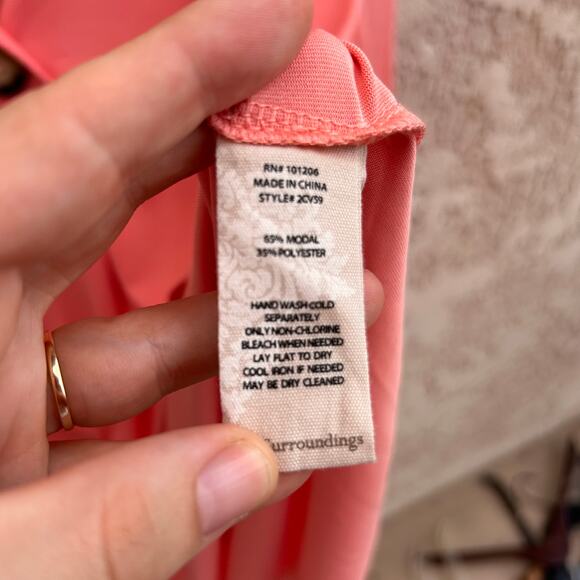 RN# 101206
MADE IN CHINA
STYLE# 2CV59
65% MODAL
35% POLYESTER
HAND WASH COLD
SEPARATELY
ONLY NON-CHLORINE
BLEACH WHEN NEEDED
LAY FLAT TO DRY
COOL IRON IF NEEDED
MAY BE DRY CLEANED
Surroundings